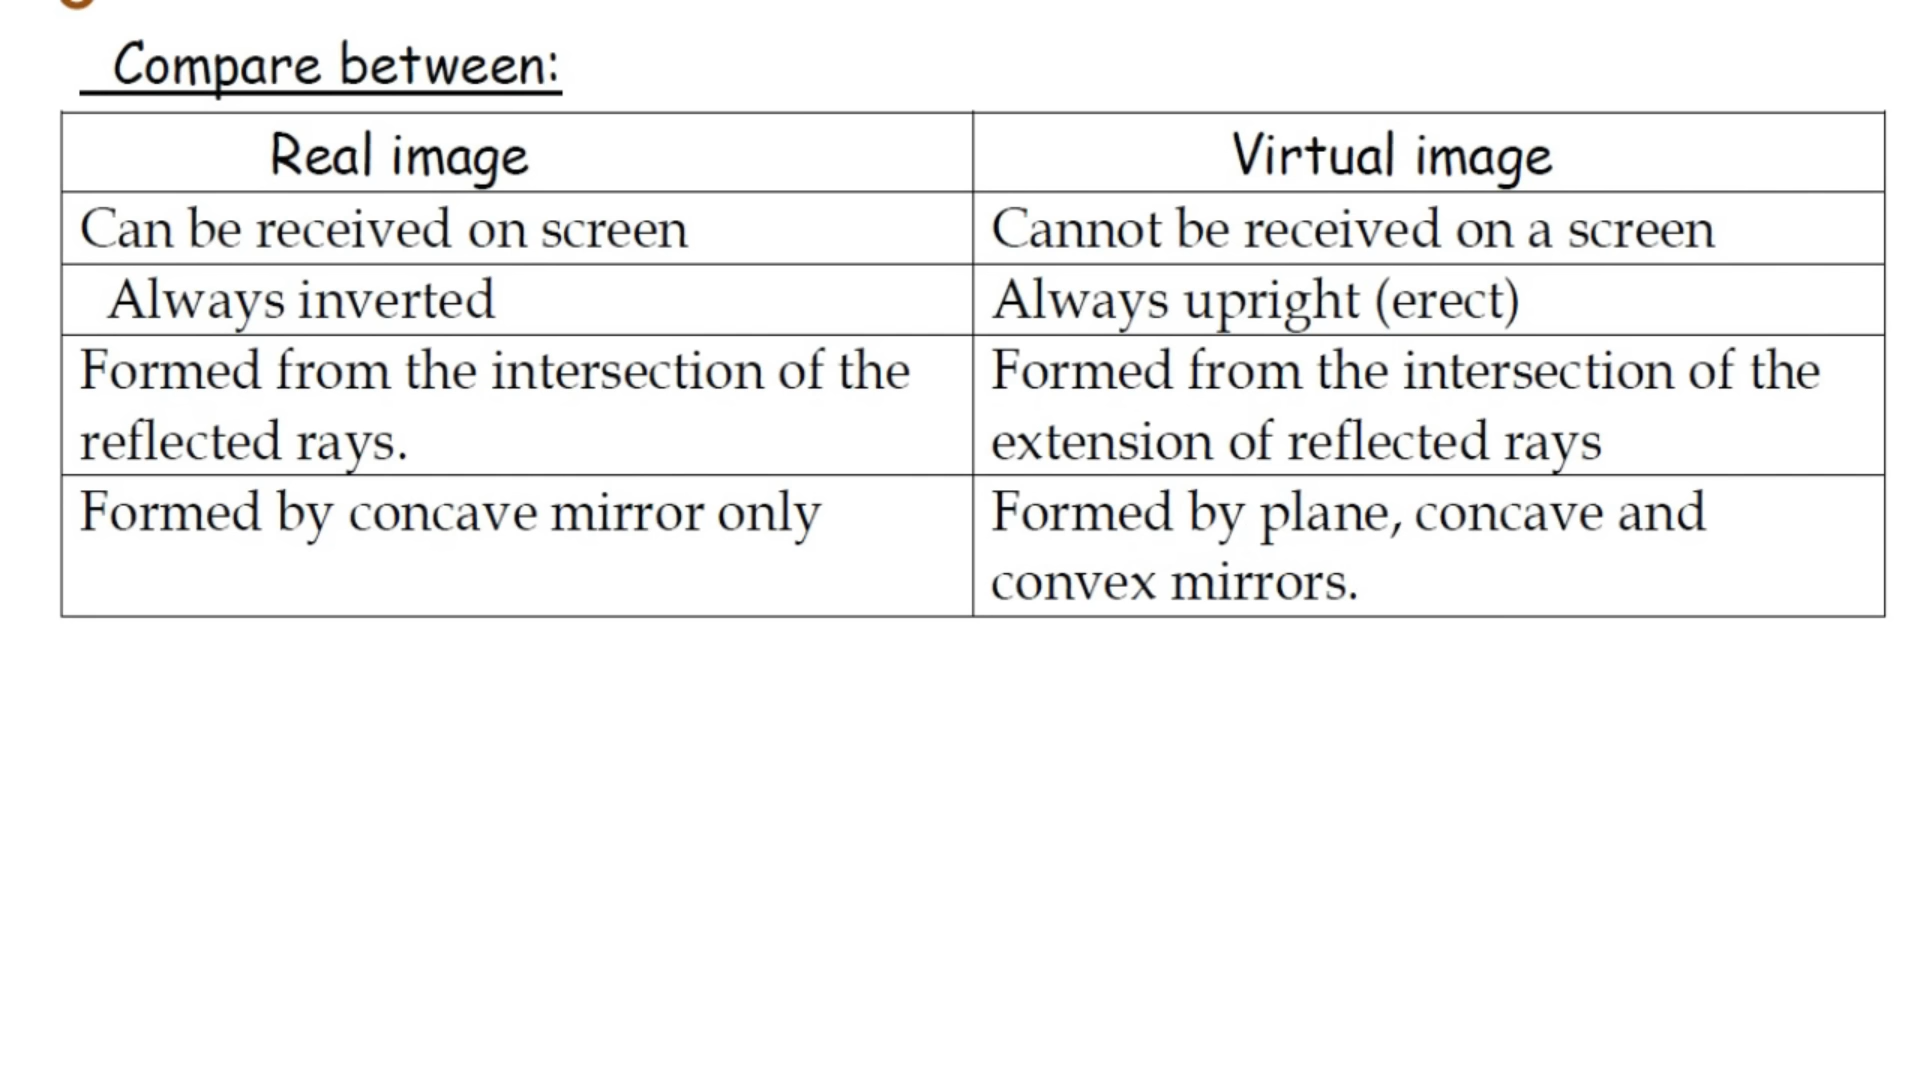 Compare between:
Real image
Virtual image
Can be received on screen
Cannot be received on a screen
Always inverted
Always upright (erect)
Formed from the intersection of the
reflected rays.
Formed from the intersection of the
extension of reflected rays
Formed by concave mirror only
Formed by plane, concave and
convex mirrors.